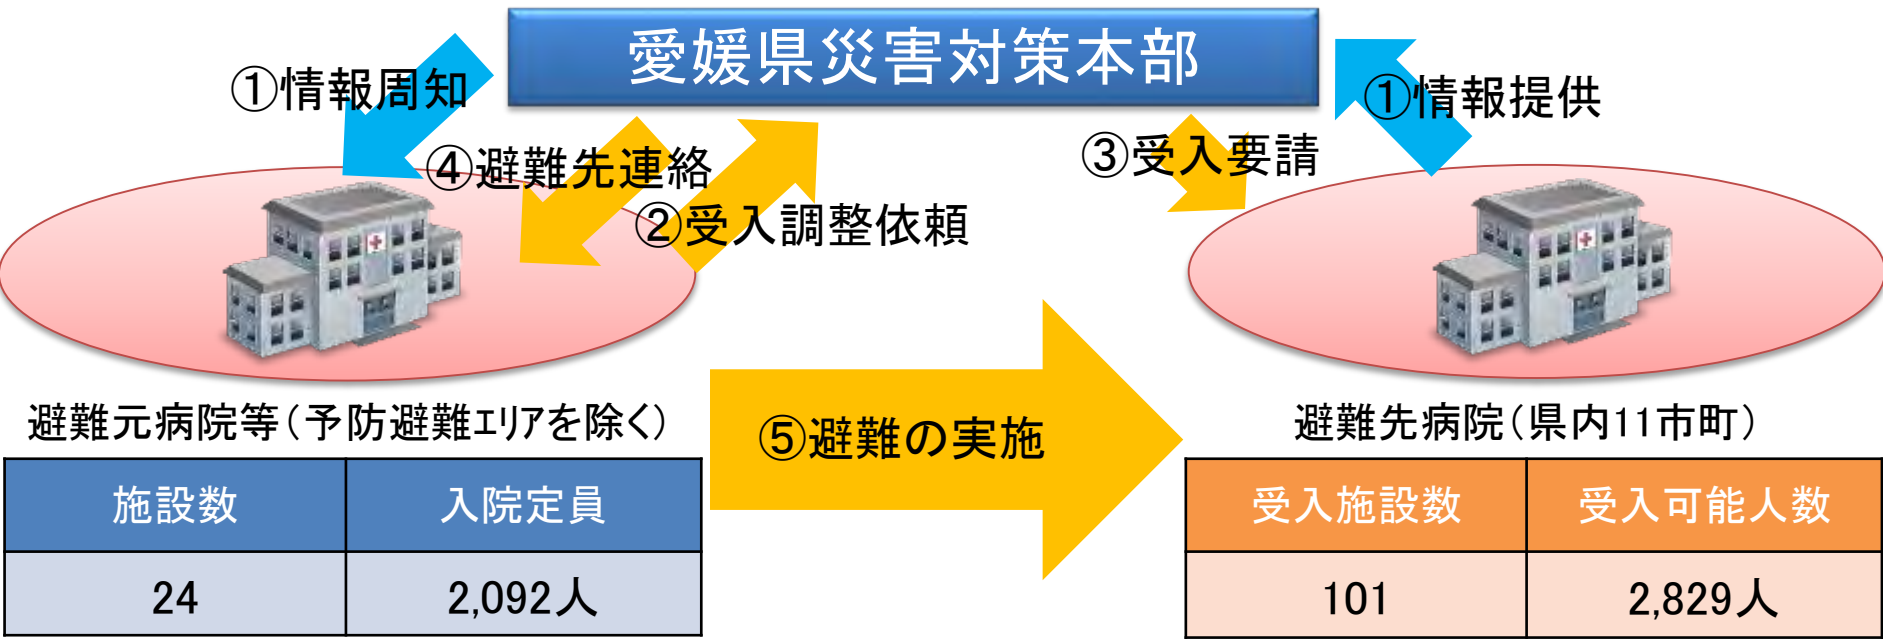 愛媛県災害対策本部
①情報周知
①情報提供
④避難先連絡
③受入要請
②受入調整依頼
避難元病院等（予防避難エリアを除く）
避難先病院（県内11市町）
⑤避難の実施
施設数 入院定員
24 2,092人
受入施設数 受入可能人数
101 2,829人